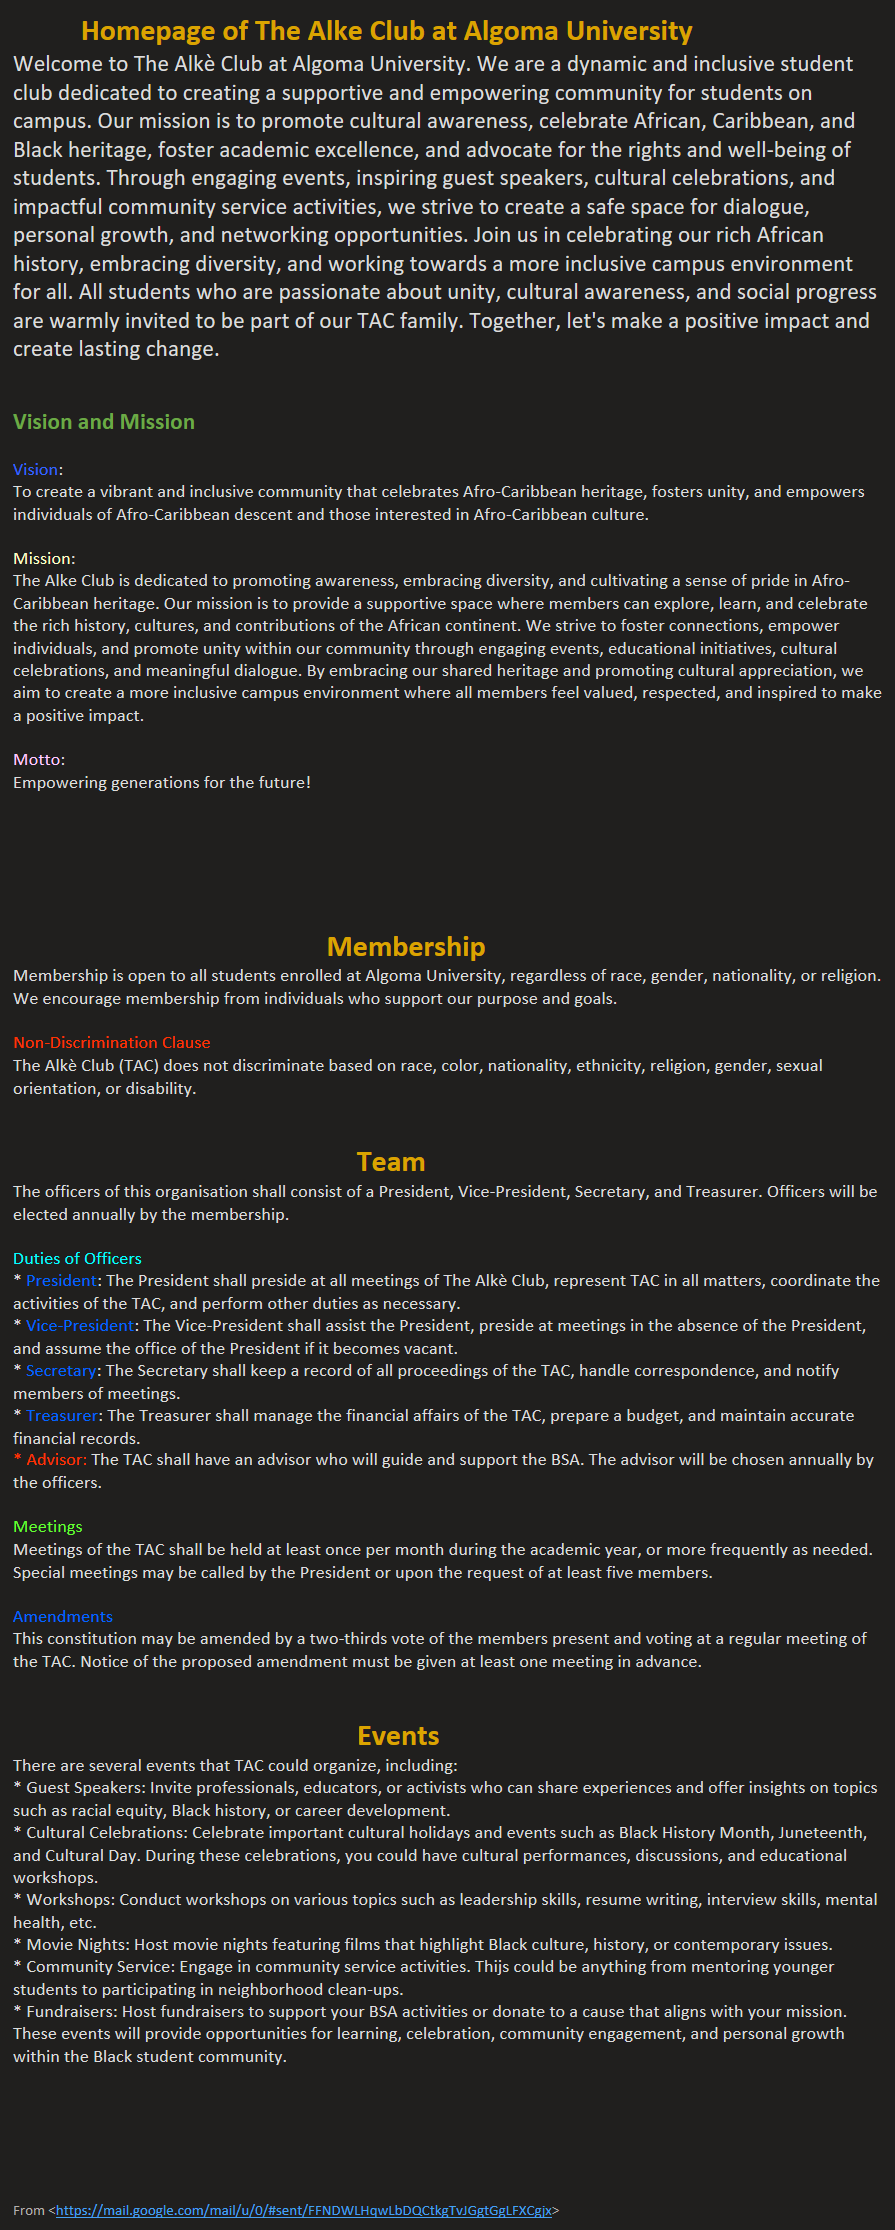 Homepage of The Alke Club at Algoma University
Welcome to The Alkè Club at Algoma University. We are a dynamic and inclusive student
club dedicated to creating a supportive and empowering community for students on
campus. Our mission is to promote cultural awareness, celebrate African, Caribbean, and
Black heritage, foster academic excellence, and advocate for the rights and well-being of
students. Through engaging events, inspiring guest speakers, cultural celebrations, and
impactful community service activities, we strive to create a safe space for dialogue,
personal growth, and networking opportunities. Join us in celebrating our rich African
history, embracing diversity, and working towards a more inclusive campus environment
for all. All students who are passionate about unity, cultural awareness, and social progress
are warmly invited to be part of our TAC family. Together, let's make a positive impact and
create lasting change.
Vision and Mission
Vision:
To create a vibrant and inclusive community that celebrates Afro-Caribbean heritage, fosters unity, and empowers
individuals of Afro-Caribbean descent and those interested in Afro-Caribbean culture.
Mission:
The Alke Club is dedicated to promoting awareness, embracing diversity, and cultivating a sense of pride in Afro-
Caribbean heritage. Our mission is to provide a supportive space where members can explore, learn, and celebrate
the rich history, cultures, and contributions of the African continent. We strive to foster connections, empower
individuals, and promote unity within our community through engaging events, educational initiatives, cultural
celebrations, and meaningful dialogue. By embracing our shared heritage and promoting cultural appreciation, we
aim to create a more inclusive campus environment where all members feel valued, respected, and inspired to make
a positive impact.
Motto:
Empowering generations for the future!
Membership
Membership is open to all students enrolled at Algoma University, regardless of race, gender, nationality, or religion.
We encourage membership from individuals who support our purpose and goals.
Non-Discrimination Clause
The Alkè Club (TAC) does not discriminate based on race, color, nationality, ethnicity, religion, gender, sexual
orientation, or disability.
Team
The officers of this organisation shall consist of a President, Vice-President, Secretary, and Treasurer. Officers will be
elected annually by the membership.
Duties of Officers
* President: The President shall preside at all meetings of The Alkè Club, represent TAC in all matters, coordinate the
activities of the TAC, and perform other duties as necessary.
* Vice-President: The Vice-President shall assist the President, preside at meetings in the absence of the President,
and assume the office of the President if it becomes vacant.
* Secretary: The Secretary shall keep a record of all proceedings of the TAC, handle correspondence, and notify
members of meetings.
* Treasurer: The Treasurer shall manage the financial affairs of the TAC, prepare a budget, and maintain accurate
financial records.
* Advisor: The TAC shall have an advisor who will guide and support the BSA. The advisor will be chosen annually by
the officers.
Meetings
Meetings of the TAC shall be held at least once per month during the academic year, or more frequently as needed.
Special meetings may be called by the President or upon the request of at least five members.
Amendments
This constitution may be amended by a two-thirds vote of the members present and voting at a regular meeting of
the TAC. Notice of the proposed amendment must be given at least one meeting in advance.
Events
There are several events that TAC could organize, including:
* Guest Speakers: Invite professionals, educators, or activists who can share experiences and offer insights on topics
such as racial equity, Black history, or career development.
* Cultural Celebrations: Celebrate important cultural holidays and events such as Black History Month, Juneteenth,
and Cultural Day. During these celebrations, you could have cultural performances, discussions, and educational
workshops.
* Workshops: Conduct workshops on various topics such as leadership skills, resume writing, interview skills, mental
health, etc.
* Movie Nights: Host movie nights featuring films that highlight Black culture, history, or contemporary issues.
* Community Service: Engage in community service activities. Thijs could be anything from mentoring younger
students to participating in neighborhood clean-ups.
* Fundraisers: Host fundraisers to support your BSA activities or donate to a cause that aligns with your mission.
These events will provide opportunities for learning, celebration, community engagement, and personal growth
within the Black student community.
From <https://mail.google.com/mail/u/0/#sent/FFNDWLHqwLbDQCtkgTvJGgtGgLFXCgjx>